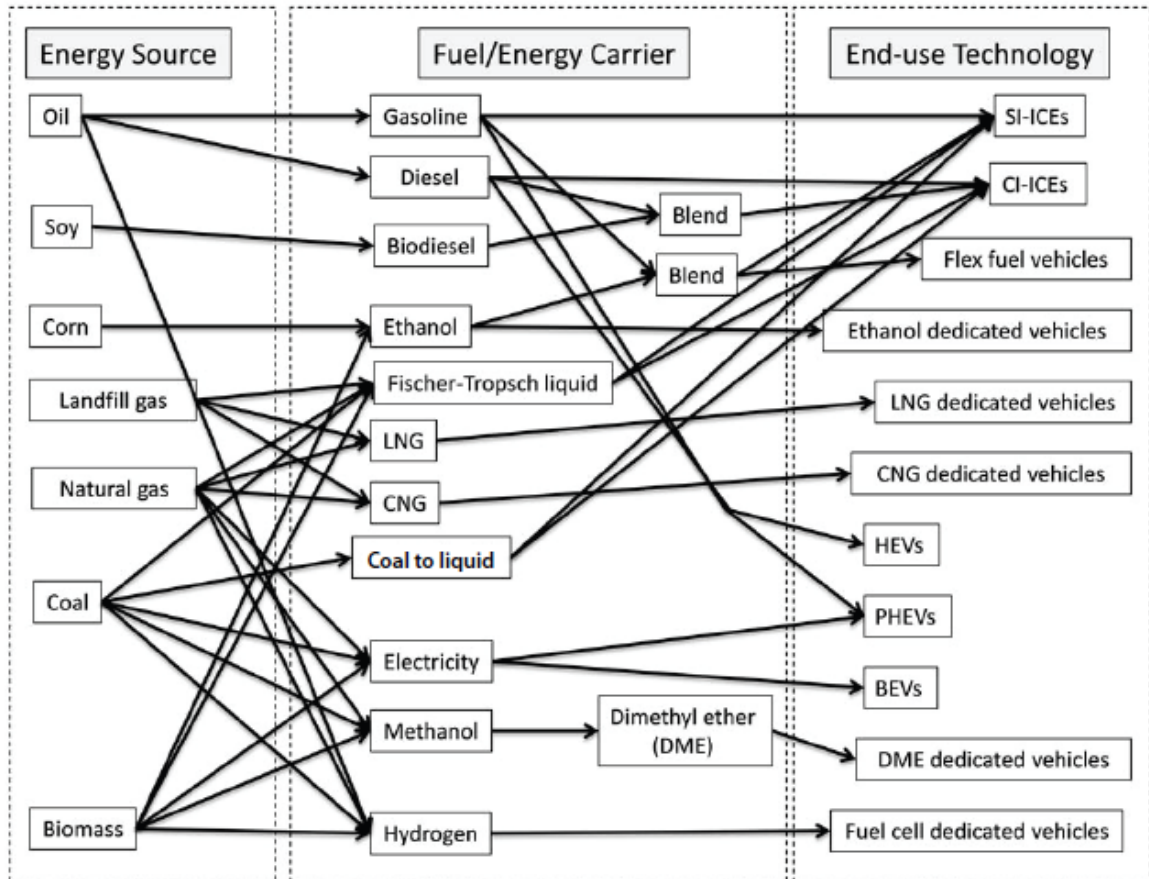 Energy Source
Fuel/Energy Carrier
End-use Technology
Oil
Soy
Corn
Landfill gas
Natural gas
Coal
Biomass
Gasoline
Diesel
Biodiesel
Ethanol
Fischer-Tropsch liquid
LNG
CNG
Coal to liquid
Electricity
Methanol
Hydrogen
Blend
Blend
Dimethyl ether
(DME)
SI-ICEs
CI-ICEs
Flex fuel vehicles
Ethanol dedicated vehicles
LNG dedicated vehicles
CNG dedicated vehicles
HEVs
PHEVs
BEVs
DME dedicated vehicles
Fuel cell dedicated vehicles